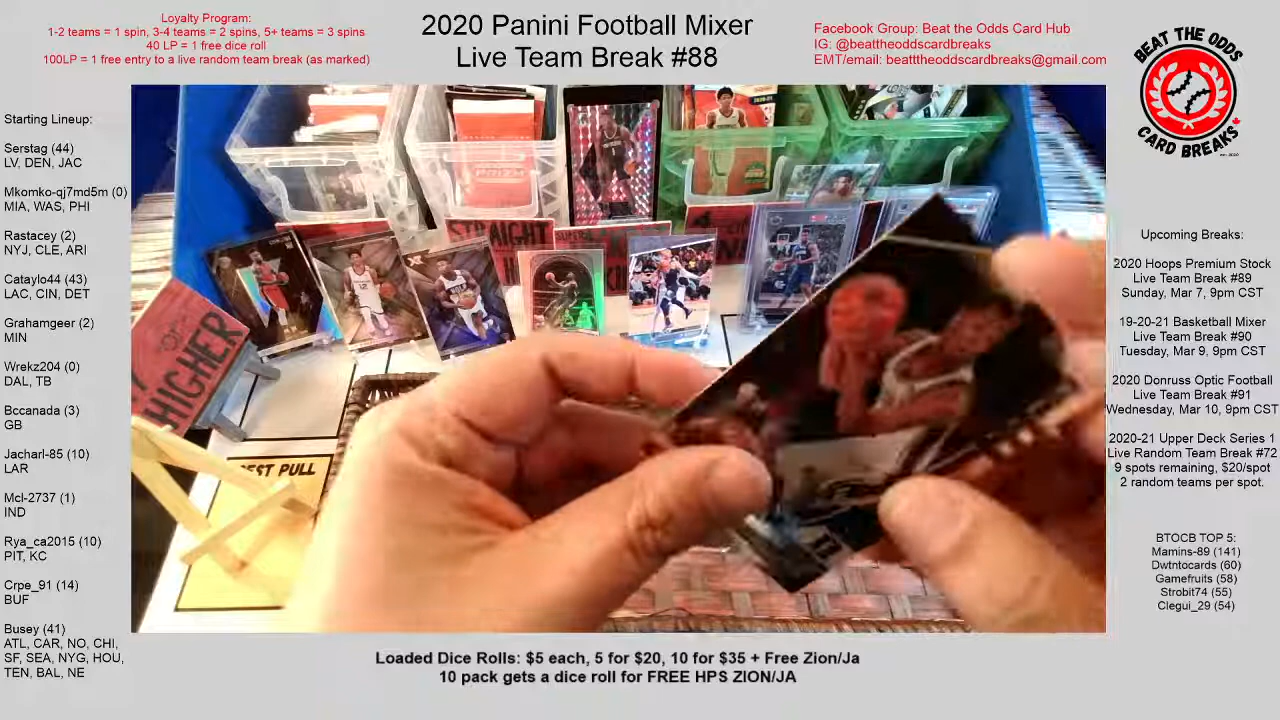 Loyalty Program:
1-2 teams = 1 spin, 3-4 teams = 2 spins, 5+ teams = 3 spins
40 LP = 1 free dice roll
100LP = 1 free entry to a live random team break (as marked)
2020 Panini Football Mixer
Live Team Break #88
Facebook Group: Beat the Odds Card Hub
IG: @beattheoddscardbreaks
EMT/email: beatttheoddscardbreaks@gmail.com
BEAT THE ODDS
CARD BREAKS
Starting Lineup:
Serstag (44)
LV, DEN, JAC
Mkomko-qi7md5m (0)
MIA, WAS, PHI
Rastacey (2)
NYJ, CLE, ARI
Cataylo44 (43)
LAC, CIN, DET
Grahamgeer (2)
MIN
Wrekz204 (0)
DAL, TB
Bccanada (3)
GB
Jacharl-85 (10)
LAR
Mcl-2737 (1)
IND
Rya_ca2015 (10)
PIT, KC
Crpe_91 (14)
BUF
Busey (41)
ATL, CAR, NO, CHI,
SF, SEA, NYG, HOU,
TEN, BAL, NE
PRIZM
STRAIGHT
SUPER
HIGHER
BEST PULL
Upcoming Breaks:
2020 Hoops Premium Stock
Live Team Break #89
Sunday, Mar 7, 9pm CST
19-20-21 Basketball Mixer
Live Team Break #90
Tuesday, Mar 9, 9pm CST
2020 Donruss Optic Football
Live Team Break #91
Wednesday, Mar 10, 9pm CST
2020-21 Upper Deck Series 1
Live Random Team Break #72
9 spots remaining, $20/spot
2 random teams per spot.
BTOCB TOP 5:
Mamins-89 (141)
Dwtntocards (60)
Gamefruits (58)
Strobit74 (55)
Clegui_29 (54)
Loaded Dice Rolls: $5 each, 5 for $20, 10 for $35 + Free Zion/Ja
10 pack gets a dice roll for FREE HPS ZION/JA